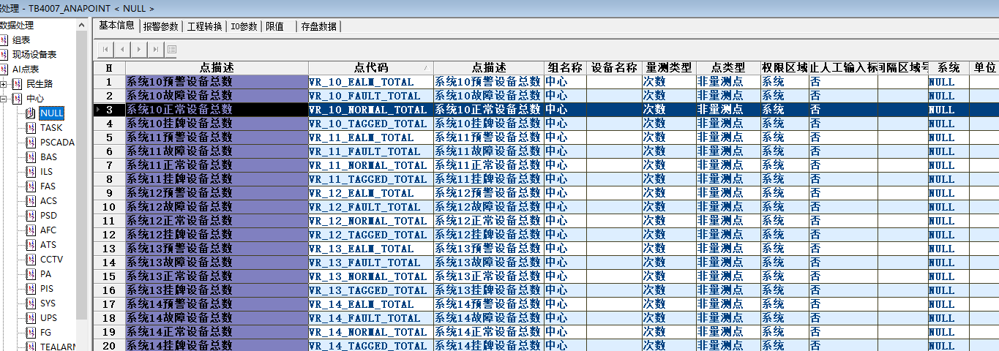 处理 - TB4007_ANAPOINT < NULL >
数据处理
组表
现场设备表
AI点表
民生路
中心
NULL
TASK
PSCADA
BAS
ILS
FAS
ACS
PSD
AFC
ATS
CCTV
PA
PIS
SYS
UPS
FG
TEALARM
基本信息 报警参数 工程转换 IO参数 限值 存盘数据
H 点描述 点代码 点描述 组名称 设备名称 量测类型 点类型 权限区域 止人工输入标 间隔区域号 系统 单位
1 系统10预警设备总数 VR_10_EALM_TOTAL 系统10预警设备总数 中心 次数 非量测点 系统 否 NULL
2 系统10故障设备总数 VR_10_FAULT_TOTAL 系统10故障设备总数 中心 次数 非量测点 系统 否 NULL
3 系统10正常设备总数 VR_10_NORMAL_TOTAL 系统10正常设备总数 中心 次数 非量测点 系统 否 NULL
4 系统10挂牌设备总数 VR_10_TAGGED_TOTAL 系统10挂牌设备总数 中心 次数 非量测点 系统 否 NULL
5 系统11预警设备总数 VR_11_EALM_TOTAL 系统11预警设备总数 中心 次数 非量测点 系统 否 NULL
6 系统11故障设备总数 VR_11_FAULT_TOTAL 系统11故障设备总数 中心 次数 非量测点 系统 否 NULL
7 系统11正常设备总数 VR_11_NORMAL_TOTAL 系统11正常设备总数 中心 次数 非量测点 系统 否 NULL
8 系统11挂牌设备总数 VR_11_TAGGED_TOTAL 系统11挂牌设备总数 中心 次数 非量测点 系统 否 NULL
9 系统12预警设备总数 VR_12_EALM_TOTAL 系统12预警设备总数 中心 次数 非量测点 系统 否 NULL
10 系统12故障设备总数 VR_12_FAULT_TOTAL 系统12故障设备总数 中心 次数 非量测点 系统 否 NULL
11 系统12正常设备总数 VR_12_NORMAL_TOTAL 系统12正常设备总数 中心 次数 非量测点 系统 否 NULL
12 系统12挂牌设备总数 VR_12_TAGGED_TOTAL 系统12挂牌设备总数 中心 次数 非量测点 系统 否 NULL
13 系统13预警设备总数 VR_13_EALM_TOTAL 系统13预警设备总数 中心 次数 非量测点 系统 否 NULL
14 系统13故障设备总数 VR_13_FAULT_TOTAL 系统13故障设备总数 中心 次数 非量测点 系统 否 NULL
15 系统13正常设备总数 VR_13_NORMAL_TOTAL 系统13正常设备总数 中心 次数 非量测点 系统 否 NULL
16 系统13挂牌设备总数 VR_13_TAGGED_TOTAL 系统13挂牌设备总数 中心 次数 非量测点 系统 否 NULL
17 系统14预警设备总数 VR_14_EALM_TOTAL 系统14预警设备总数 中心 次数 非量测点 系统 否 NULL
18 系统14故障设备总数 VR_14_FAULT_TOTAL 系统14故障设备总数 中心 次数 非量测点 系统 否 NULL
19 系统14正常设备总数 VR_14_NORMAL_TOTAL 系统14正常设备总数 中心 次数 非量测点 系统 否 NULL
20 系统14挂牌设备总数 VR_14_TAGGED_TOTAL 系统14挂牌设备总数 中心 次数 非量测点 系统 否 NULL